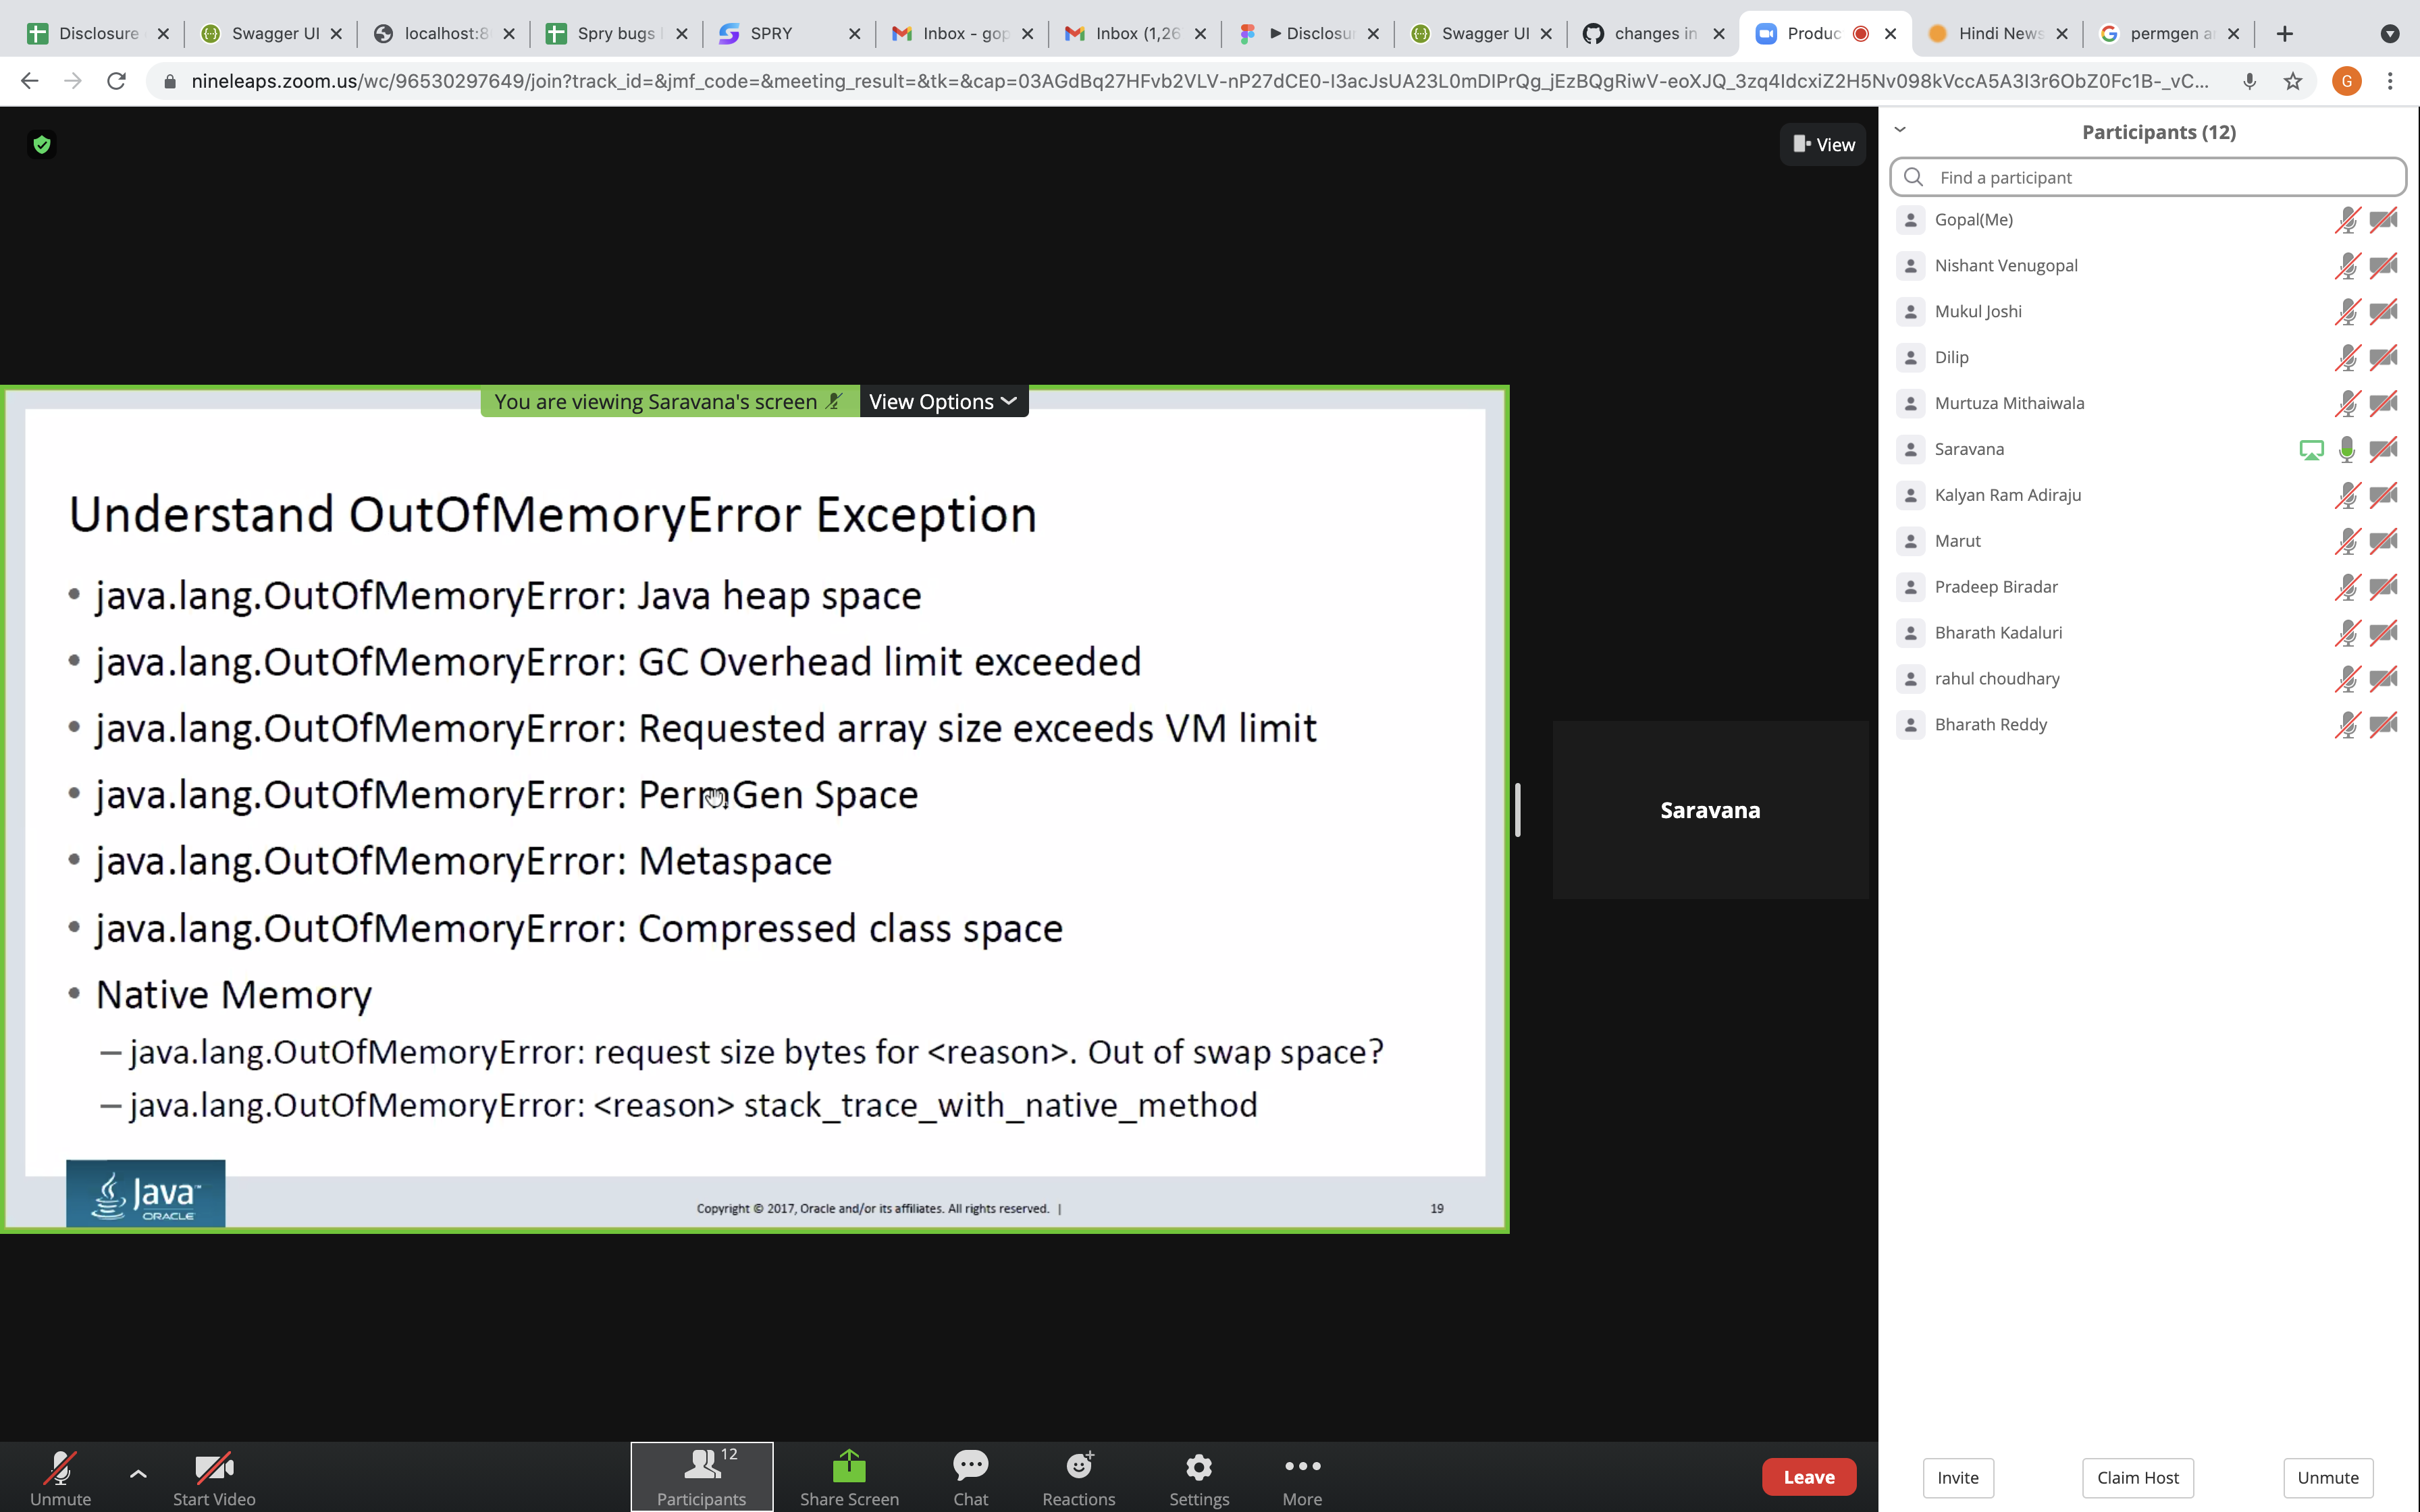 Disclosure
Swagger UI
localhost:8
Spry bugs
SPRY
Inbox - gop
Inbox (1,26
▶ Disclosu
Swagger UI
changes in
Produc
Hindi News
permgen a
nineleaps.zoom.us/wc/96530297649/join?track_id=&jmf_code=&meeting_result=&tk=&cap=03AGdBq27HFvb2VLV-nP27dCE0-I3acJsUA23L0mDIPrQg_jEzBQgRiwV-eoXJQ_3zq4IdcxiZ2H5Nv098kVccA5A3I3r6ObZ0Fc1B-_vC...
G
View
You are viewing Saravana's screen
View Options
Understand OutOfMemoryError Exception
• java.lang.OutOfMemoryError: Java heap space
• java.lang.OutOfMemoryError: GC Overhead limit exceeded
• java.lang.OutOfMemoryError: Requested array size exceeds VM limit
• java.lang.OutOfMemoryError: PermGen Space
• java.lang.OutOfMemoryError: Metaspace
• java.lang.OutOfMemoryError: Compressed class space
• Native Memory
– java.lang.OutOfMemoryError: request size bytes for <reason>. Out of swap space?
– java.lang.OutOfMemoryError: <reason> stack_trace_with_native_method
Java™
ORACLE
Copyright © 2017, Oracle and/or its affiliates. All rights reserved. |
19
Saravana
Participants (12)
Find a participant
Gopal(Me)
Nishant Venugopal
Mukul Joshi
Dilip
Murtuza Mithaiwala
Saravana
Kalyan Ram Adiraju
Marut
Pradeep Biradar
Bharath Kadaluri
rahul choudhary
Bharath Reddy
Unmute
Start Video
12
Participants
Share Screen
Chat
Reactions
Settings
More
Leave
Invite
Claim Host
Unmute